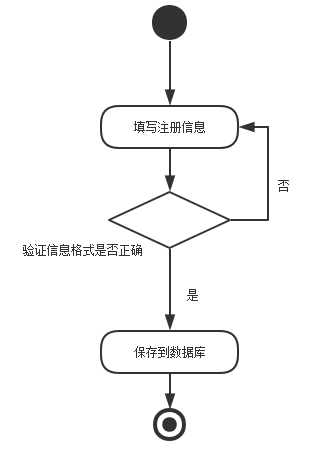 填写注册信息
否
验证信息格式是否正确
是
保存到数据库